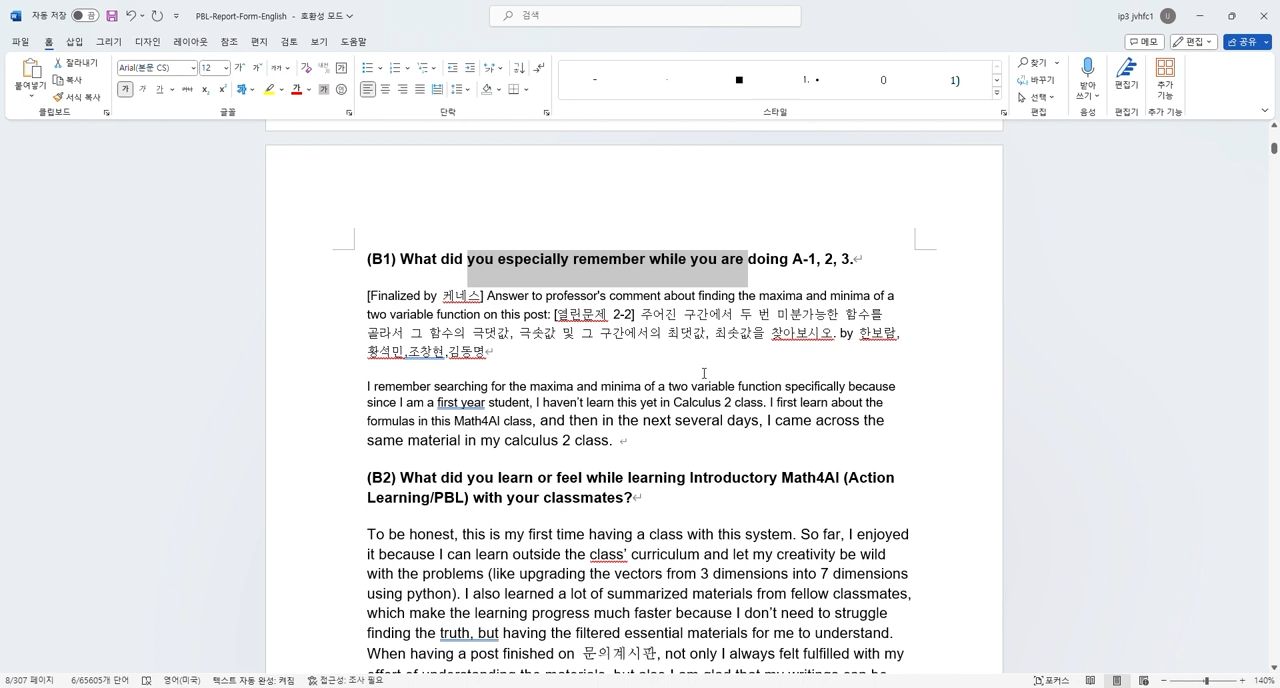 자동 저장 끔 PBL-Report-Form-English - 호환성 모드 검색 ip3 jvhfc1
파일 홈 삽입 그리기 디자인 레이아웃 참조 편지 검토 보기 도움말 메모 편집 공유
붙여넣기 잘라내기 복사 서식 복사 클립보드
Arial(본문 CS) 12 글꼴
단락
1. 0 1) 스타일
찾기 바꾸기 선택 편집
받아쓰기 음성
편집기 편집기
추가 기능 추가 기능
(B1) What did you especially remember while you are doing A-1, 2, 3.
[Finalized by 케네스] Answer to professor's comment about finding the maxima and minima of a
two variable function on this post: [열린문제 2-2] 주어진 구간에서 두 번 미분가능한 함수를
골라서 그 함수의 극댓값, 극솟값 및 그 구간에서의 최댓값, 최솟값을 찾아보시오. by 한보람,
황석민,조창현,김동명
I remember searching for the maxima and minima of a two variable function specifically because
since I am a first year student, I haven't learn this yet in Calculus 2 class. I first learn about the
formulas in this Math4AI class, and then in the next several days, I came across the
same material in my calculus 2 class.
(B2) What did you learn or feel while learning Introductory Math4AI (Action
Learning/PBL) with your classmates?
To be honest, this is my first time having a class with this system. So far, I enjoyed
it because I can learn outside the class' curriculum and let my creativity be wild
with the problems (like upgrading the vectors from 3 dimensions into 7 dimensions
using python). I also learned a lot of summarized materials from fellow classmates,
which make the learning progress much faster because I don't need to struggle
finding the truth, but having the filtered essential materials for me to understand.
When having a post finished on 문의게시판, not only I always felt fulfilled with my
effort of understanding the materials, but also I am glad that my writings can be
8/307 페이지 6/65605개 단어 영어(미국) 텍스트 자동 완성: 켜짐 접근성: 조사 필요 포커스 140%